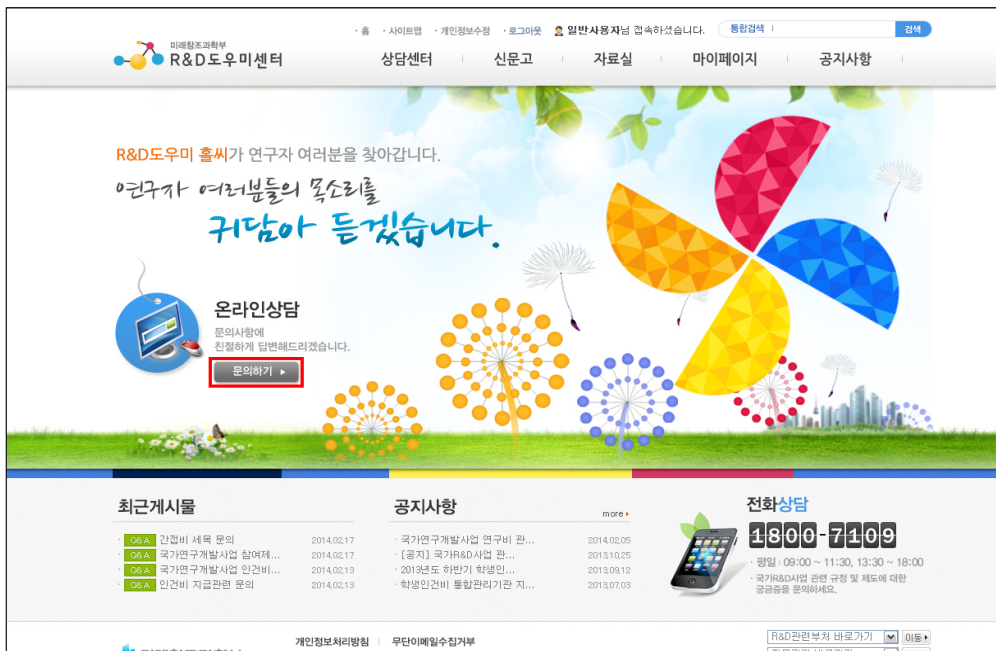 · 홈 · 사이트맵 · 개인정보수정 · 로그아웃 일반사용자님 접속하셨습니다. 통합검색 검색
미래창조과학부
R&D도우미센터
상담센터 신문고 자료실 마이페이지 공지사항
R&D도우미 홀씨가 연구자 여러분을 찾아갑니다.
연구자 여러분들의 목소리를
귀담아 듣겠습니다.
온라인상담
문의사항에
친절하게 답변해드리겠습니다.
문의하기
최근게시물
· Q&A 간접비 세목 문의 2014.02.17
· Q&A 국가연구개발사업 참여제... 2014.02.17
· Q&A 국가연구개발사업 인건비... 2014.02.13
· Q&A 인건비 지급관련 문의 2014.02.13
공지사항 more
· 국가연구개발사업 연구비 관... 2014.02.05
· [공지] 국가R&D사업 관... 2013.10.25
· 2013년도 하반기 학생인... 2013.09.12
· 학생인건비 통합관리기관 지... 2013.07.03
전화상담
1800-7109
· 평일 : 09:00 ~ 11:30, 13:30 ~ 18:00
· 국가R&D사업 관련 규정 및 제도에 대한
궁금증을 문의하세요.
개인정보처리방침 무단이메일수집거부
R&D관련부처 바로가기 이동